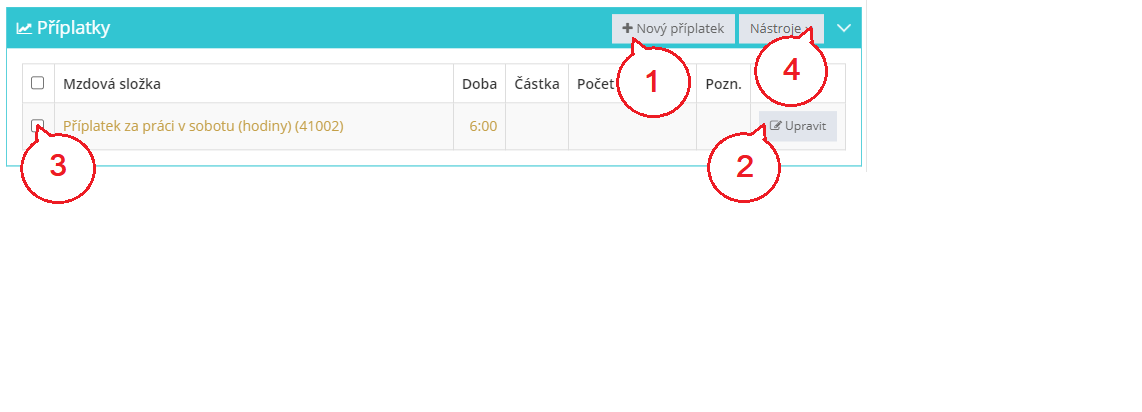 Příplatky
Nový příplatek
Nástroje
Mzdová složka Doba Částka Počet Pozn.
Příplatek za práci v sobotu (hodiny) (41002) 6:00 Upravit
1
4
3
2